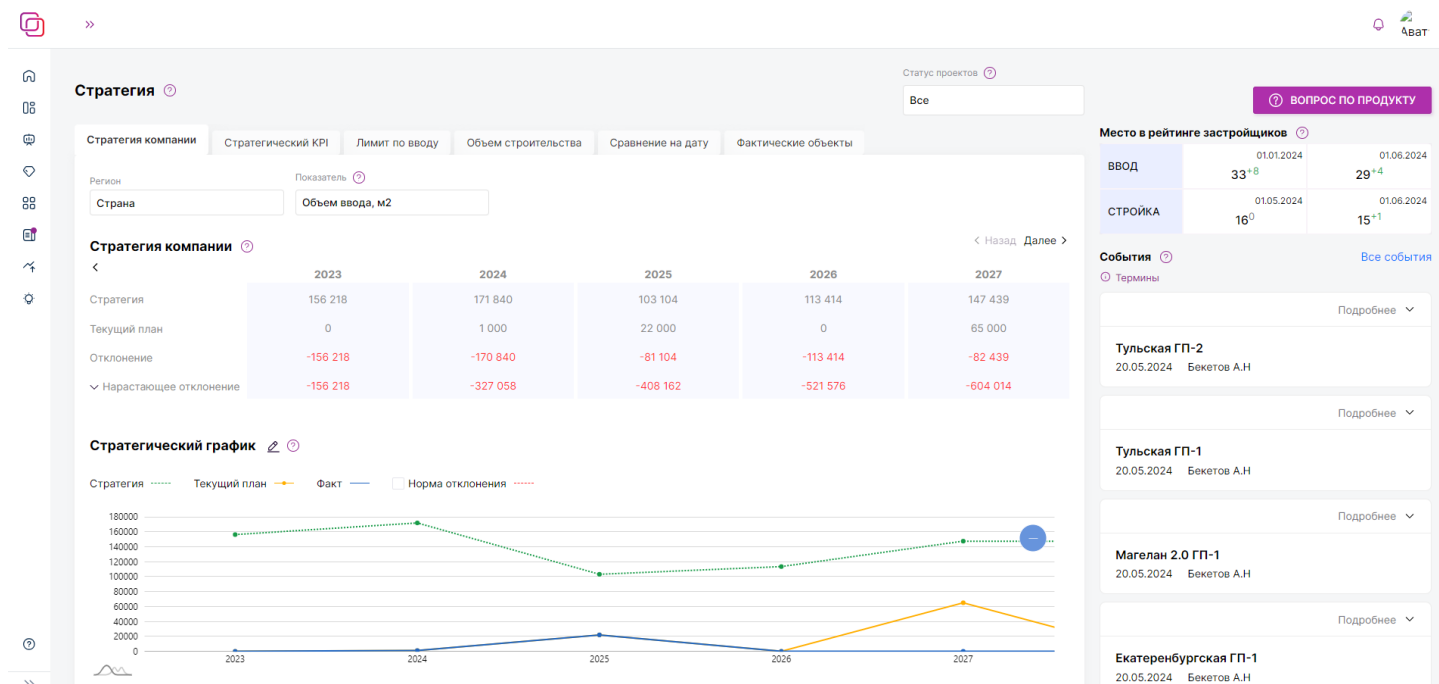 Ават
Стратегия
Статус проектов
Все
ВОПРОС ПО ПРОДУКТУ
Стратегия компании
Стратегический KPI
Лимит по вводу
Объем строительства
Сравнение на дату
Фактические объекты
Регион
Страна
Показатель
Объем ввода, м2
Стратегия компании
Назад Далее
2023 2024 2025 2026 2027
Стратегия 156 218 171 840 103 104 113 414 147 439
Текущий план 0 1 000 22 000 0 65 000
Отклонение -156 218 -170 840 -81 104 -113 414 -82 439
Нарастающее отклонение -156 218 -327 058 -408 162 -521 576 -604 014
Стратегический график
Стратегия Текущий план Факт Норма отклонения
180000
160000
140000
120000
100000
80000
60000
40000
20000
0
2023 2024 2025 2026 2027
Место в рейтинге застройщиков
ВВОД
01.01.2024
33+8
01.06.2024
29+4
СТРОЙКА
01.05.2024
160
01.06.2024
15+1
События
Все события
Термины
Подробнее
Тульская ГП-2
20.05.2024 Бекетов А.Н
Подробнее
Тульская ГП-1
20.05.2024 Бекетов А.Н
Подробнее
Магелан 2.0 ГП-1
20.05.2024 Бекетов А.Н
Подробнее
Екатеренбургская ГП-1
20.05.2024 Бекетов А.Н